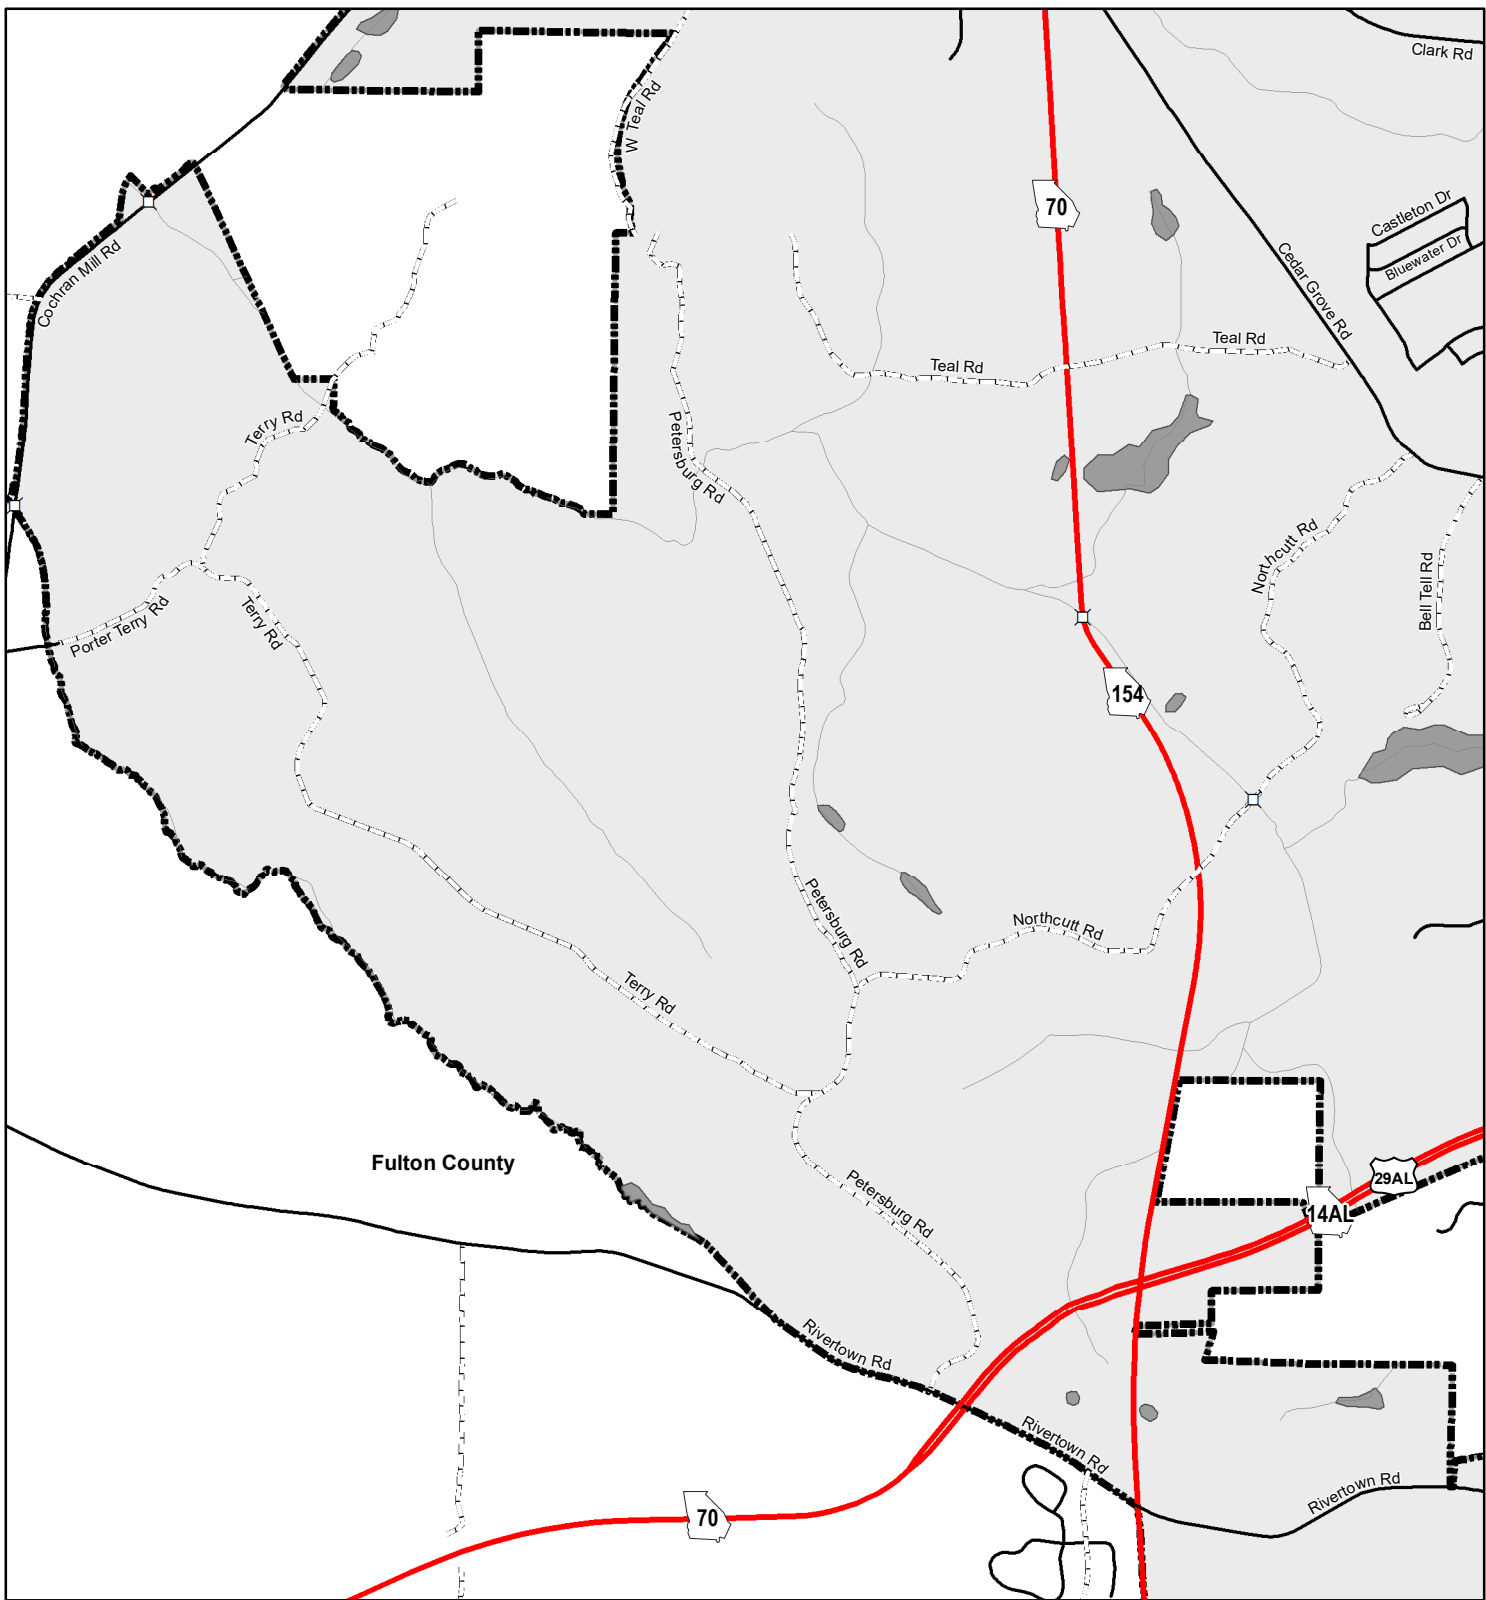 Clark Rd
W Teal Rd
70
Castleton Dr
Bluewater Dr
Cochran Mill Rd
Cedar Grove Rd
Teal Rd
Teal Rd
Terry Rd
Petersburg Rd
Northcutt Rd
Bell Tell Rd
Porter Terry Rd
Terry Rd
154
Petersburg Rd
Northcutt Rd
Terry Rd
Fulton County
29AL
14AL
Petersburg Rd
Rivertown Rd
Rivertown Rd
Rivertown Rd
70